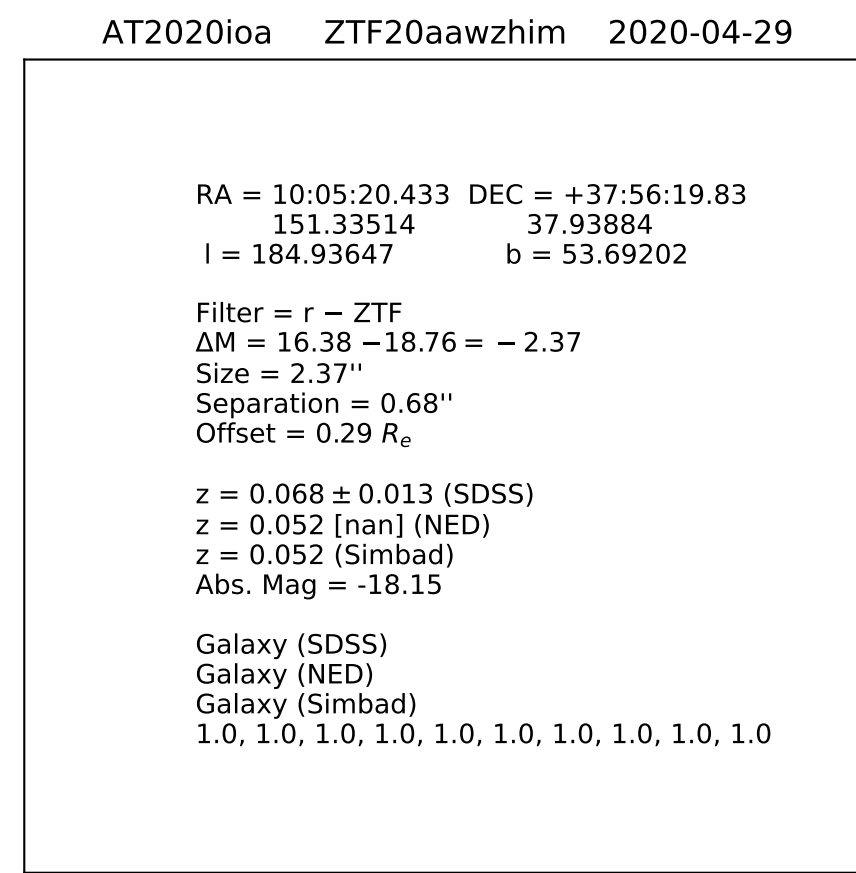 AT2020ioa ZTF20aawzhim 2020-04-29
RA = 10:05:20.433 DEC = +37:56:19.83
151.33514 37.93884
l = 184.93647 b = 53.69202
Filter = r − ZTF
ΔM = 16.38 −18.76 = − 2.37
Size = 2.37''
Separation = 0.68''
Offset = 0.29 Rₑ
z = 0.068 ± 0.013 (SDSS)
z = 0.052 [nan] (NED)
z = 0.052 (Simbad)
Abs. Mag = -18.15
Galaxy (SDSS)
Galaxy (NED)
Galaxy (Simbad)
1.0, 1.0, 1.0, 1.0, 1.0, 1.0, 1.0, 1.0, 1.0, 1.0